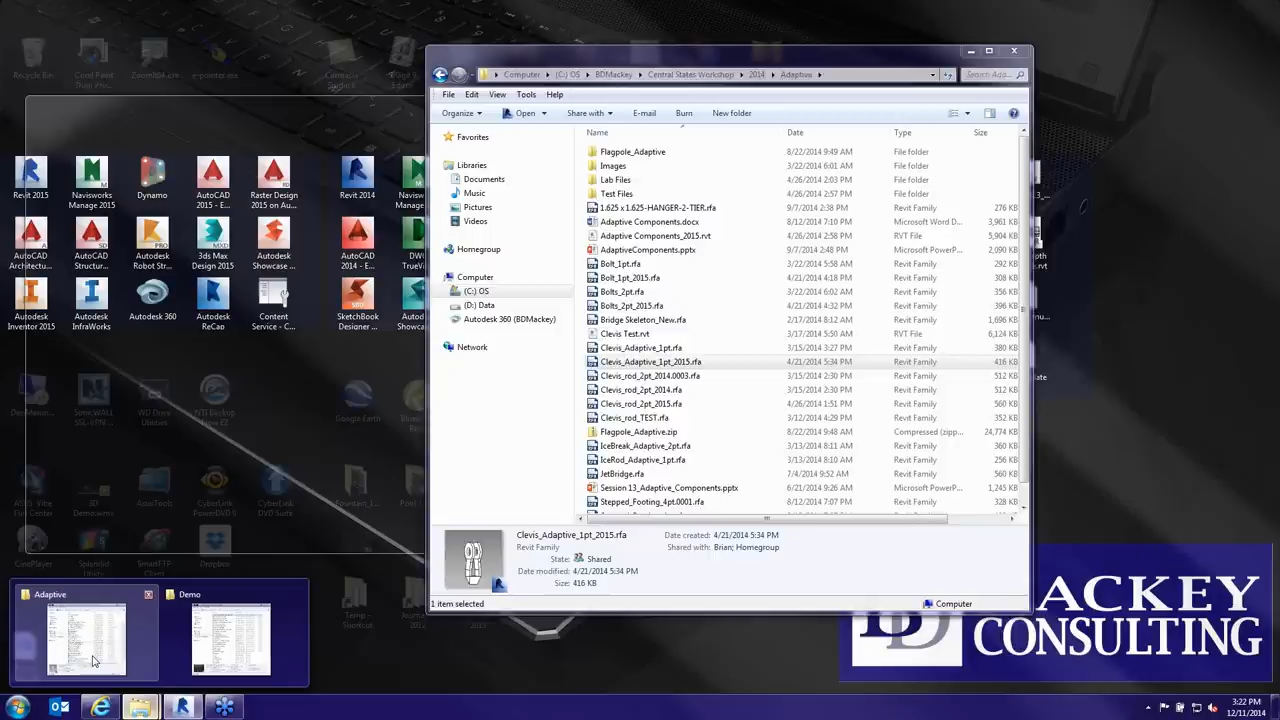 Computer
(C:) OS
BDMackey
Central States Workshop
2014
Adaptive
File
Edit
View
Tools
Help
Organize
Open
Share with
E-mail
Burn
New folder
Favorites
Libraries
Documents
Music
Pictures
Videos
Homegroup
Computer
(C:) OS
(D:) Data
Autodesk 360 (BDMackey)
Network
Name Date Type Size
Flagpole_Adaptive 8/22/2014 9:49 AM File folder
Images 3/22/2014 6:01 AM File folder
Lab Files 4/26/2014 2:03 PM File folder
Test Files 4/26/2014 2:57 PM File folder
1.625 x 1.625-HANGER-2-TIER.rfa 9/7/2014 2:38 PM Revit Family 276 KB
Adaptive Components.docx 8/12/2014 7:10 PM Microsoft Word D... 3,961 KB
Adaptive Components_2015.rvt 4/26/2014 2:58 PM RVT File 5,904 KB
AdaptiveComponents.pptx 9/7/2014 2:48 PM Microsoft PowerP... 2,090 KB
Bolt_1pt.rfa 3/22/2014 5:58 AM Revit Family 292 KB
Bolt_1pt_2015.rfa 4/21/2014 4:18 PM Revit Family 328 KB
Bolts_2pt.rfa 3/22/2014 6:02 AM Revit Family 356 KB
Bolts_2pt_2015.rfa 4/21/2014 4:32 PM Revit Family 396 KB
Bridge Skeleton_New.rfa 2/17/2014 8:12 AM Revit Family 1,696 KB
Clevis Test.rvt 3/17/2014 5:50 AM RVT File 6,124 KB
Clevis_Adaptive_1pt.rfa 3/15/2014 3:27 PM Revit Family 380 KB
Clevis_Adaptive_1pt_2015.rfa 4/21/2014 5:34 PM Revit Family 416 KB
Clevis_rod_2pt_2014.0003.rfa 3/15/2014 2:30 PM Revit Family 512 KB
Clevis_rod_2pt_2014.rfa 3/15/2014 2:30 PM Revit Family 512 KB
Clevis_rod_2pt_2015.rfa 4/26/2014 1:51 PM Revit Family 560 KB
Clevis_rod_TEST.rfa 3/12/2014 4:29 PM Revit Family 352 KB
Flagpole_Adaptive.zip 8/22/2014 9:48 AM Compressed (zipp... 24,774 KB
IceBreak_Adaptive_2pt.rfa 3/13/2014 8:11 AM Revit Family 360 KB
IceRod_Adaptive_1pt.rfa 3/13/2014 8:10 AM Revit Family 256 KB
JetBridge.rfa 7/4/2014 9:52 AM Revit Family 560 KB
Session 13_Adaptive_Components.pptx 6/21/2014 9:26 AM Microsoft PowerP... 1,245 KB
Stepped_Footing_4pt.0001.rfa 8/12/2014 7:07 PM Revit Family 328 KB
Clevis_Adaptive_1pt_2015.rfa Date created: 4/21/2014 5:34 PM
Revit Family Shared with: Brian; Homegroup
State: Shared
Date modified: 4/21/2014 5:34 PM
Size: 416 KB
1 item selected
Computer
Recycle Bin
Revit 2015
Navisworks
Manage 2015
Dynamo
AutoCAD
2015 - E...
Raster Design
2015 on Au...
Revit 2014
Autodesk
AutoCAD
Architectu...
AutoCAD
Structur...
Autodesk
Robot Str...
3ds Max
Design 2015
Autodesk
Showcase ...
AutoCAD
2014 - E...
Autodesk
Inventor 2015
Autodesk
InfraWorks
Autodesk 360
Autodesk
ReCap
Content
Service - C...
SketchBook
Designer ...
Autodesk
WD Drive
Utilities
Google Earth
CyberLink
DVD Suite
CinePlayer
SmartFTP
Client
Dropbox
Temp -
Shortcut
Adaptive
Demo
ACKEY
CONSULTING
3:22 PM
12/11/2014